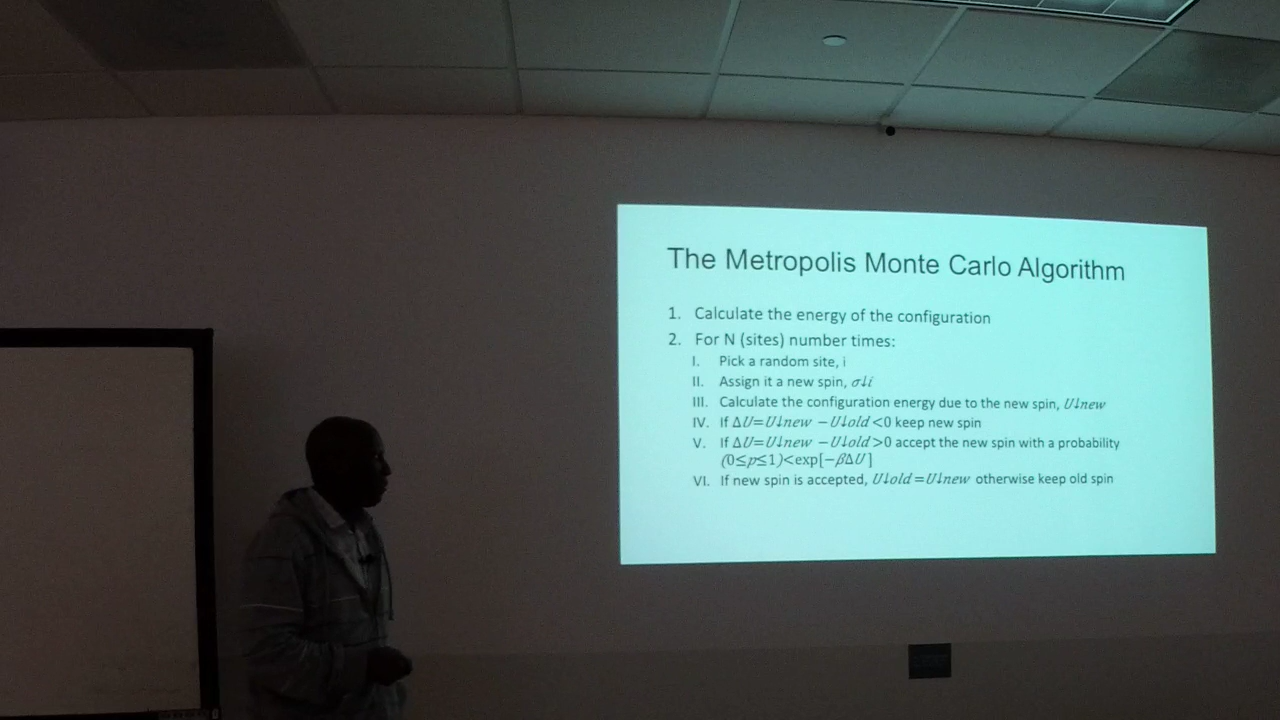 The Metropolis Monte Carlo Algorithm
1. Calculate the energy of the configuration
2. For N (sites) number times:
I. Pick a random site, i
II. Assign it a new spin, σ↓i
III. Calculate the configuration energy due to the new spin, U↓new
IV. If ΔU=U↓new −U↓old<0 keep new spin
V. If ΔU=U↓new −U↓old>0 accept the new spin with a probability
(0≤p≤1)<exp[−βΔU]
VI. If new spin is accepted, U↓old=U↓new otherwise keep old spin